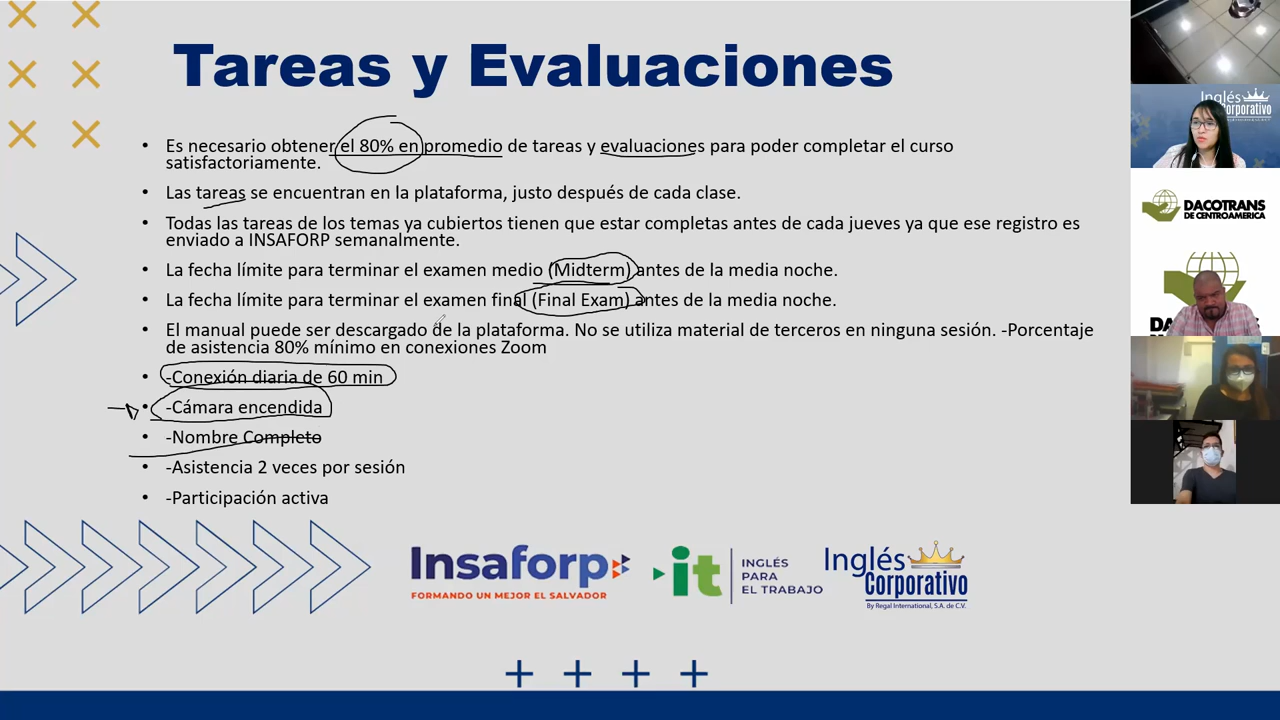 Tareas y Evaluaciones
• Es necesario obtener el 80% en promedio de tareas y evaluaciones para poder completar el curso
satisfactoriamente.
• Las tareas se encuentran en la plataforma, justo después de cada clase.
• Todas las tareas de los temas ya cubiertos tienen que estar completas antes de cada jueves ya que ese registro es
enviado a INSAFORP semanalmente.
• La fecha límite para terminar el examen medio (Midterm) antes de la media noche.
• La fecha límite para terminar el examen final (Final Exam) antes de la media noche.
• El manual puede ser descargado de la plataforma. No se utiliza material de terceros en ninguna sesión. -Porcentaje
de asistencia 80% mínimo en conexiones Zoom
• -Conexión diaria de 60 min
• -Cámara encendida
• -Nombre Completo
• -Asistencia 2 veces por sesión
• -Participación activa
Insaforp
FORMANDO UN MEJOR EL SALVADOR
it
INGLÉS
PARA
EL TRABAJO
Inglés
Corporativo
By Regal International, S.A. de C.V.
Inglés
Corporativo
DACOTRANS
DE CENTROAMERICA